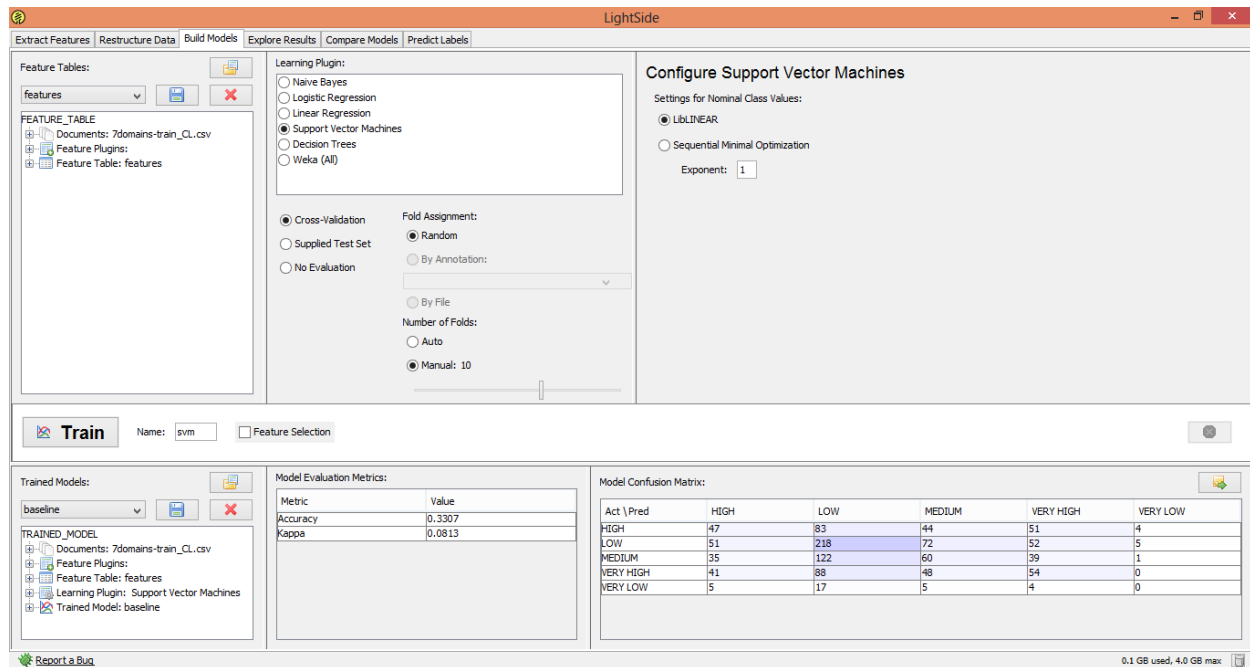 LightSide
Extract Features Restructure Data Build Models Explore Results Compare Models Predict Labels
Feature Tables:
features
FEATURE_TABLE
Documents: 7domains-train_CL.csv
Feature Plugins:
Feature Table: features
Learning Plugin:
Naive Bayes
Logistic Regression
Linear Regression
Support Vector Machines
Decision Trees
Weka (All)
Cross-Validation
Supplied Test Set
No Evaluation
Fold Assignment:
Random
By Annotation:
By File
Number of Folds:
Auto
Manual: 10
Configure Support Vector Machines
Settings for Nominal Class Values:
LibLINEAR
Sequential Minimal Optimization
Exponent: 1
Train Name: svm Feature Selection
Trained Models:
baseline
TRAINED_MODEL
Documents: 7domains-train_CL.csv
Feature Plugins:
Feature Table: features
Learning Plugin: Support Vector Machines
Trained Model: baseline
Model Evaluation Metrics:
Metric Value
Accuracy 0.3307
Kappa 0.0813
Model Confusion Matrix:
Act \ Pred HIGH LOW MEDIUM VERY HIGH VERY LOW
HIGH 47 83 44 51 4
LOW 51 218 72 52 5
MEDIUM 35 122 60 39 1
VERY HIGH 41 88 48 54 0
VERY LOW 5 17 5 4 0
Report a Bug 0.1 GB used, 4.0 GB max